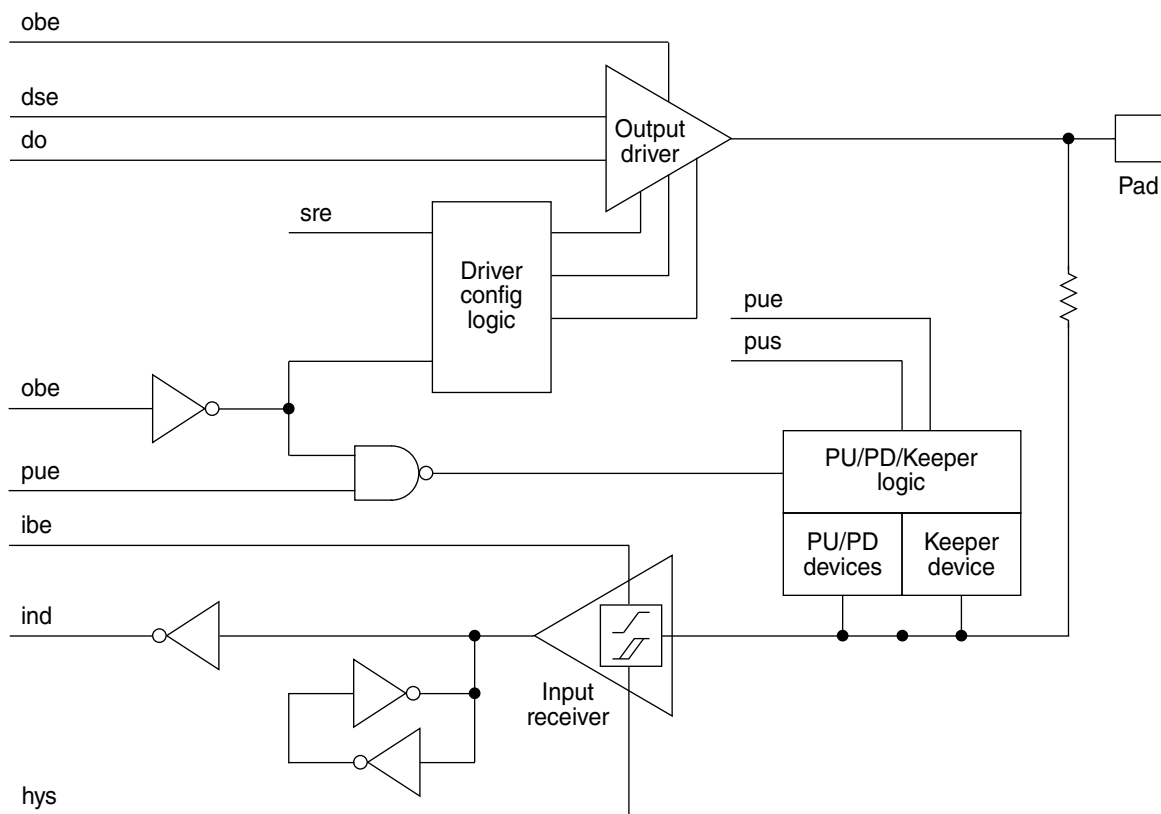 obe
dse
do
Output
driver
Pad
sre
Driver
config
logic
pue
pus
obe
pue
PU/PD/Keeper
logic
ibe
PU/PD
devices
Keeper
device
ind
Input
receiver
hys